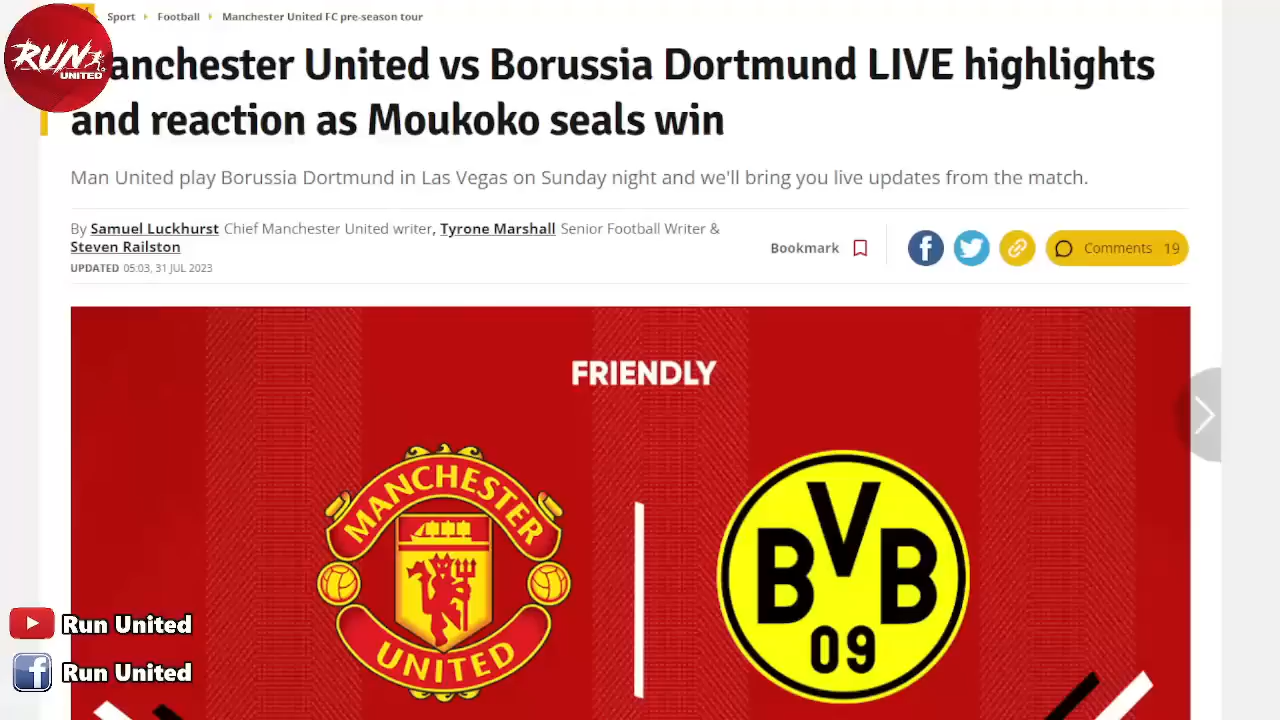 Sport Football Manchester United FC pre-season tour
RUN
UNITED
anchester United vs Borussia Dortmund LIVE highlights
and reaction as Moukoko seals win
Man United play Borussia Dortmund in Las Vegas on Sunday night and we'll bring you live updates from the match.
By Samuel Luckhurst Chief Manchester United writer, Tyrone Marshall Senior Football Writer &
Steven Railston
UPDATED 05:03, 31 JUL 2023
Bookmark
Comments 19
FRIENDLY
MANCHESTER
UNITED
BVB
09
Run United
Run United